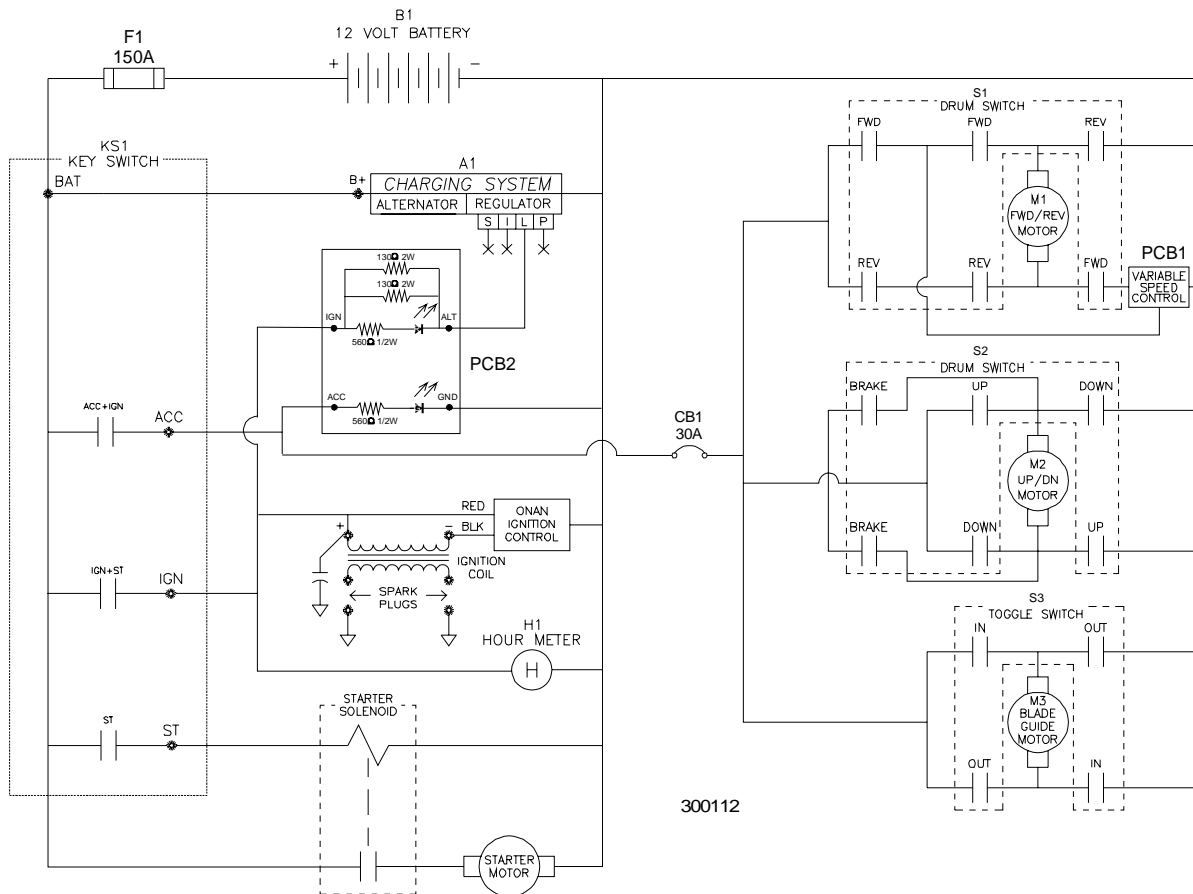 B1
12 VOLT BATTERY
F1
150A
+
−
S1
DRUM SWITCH
FWD
FWD
REV
KS1
KEY SWITCH
BAT
A1
B+
CHARGING SYSTEM
ALTERNATOR
REGULATOR
S I L P
M1
FWD/REV
MOTOR
PCB1
REV
REV
FWD
VARIABLE
SPEED
CONTROL
130Ω 2W
130Ω 2W
IGN
ALT
560Ω 1/2W
PCB2
ACC
GND
560Ω 1/2W
S2
DRUM SWITCH
BRAKE
UP
DOWN
ACC+IGN
ACC
CB1
30A
M2
UP/DN
MOTOR
BRAKE
DOWN
UP
RED
BLK
+
−
ONAN
IGNITION
CONTROL
IGNITION
COIL
IGN+ST
IGN
SPARK
PLUGS
H1
HOUR METER
H
S3
TOGGLE SWITCH
IN
OUT
M3
BLADE
GUIDE
MOTOR
OUT
IN
STARTER
SOLENOID
ST
ST
300112
STARTER
MOTOR